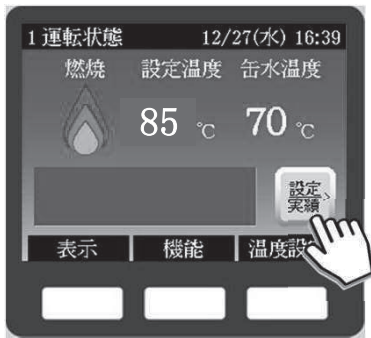 1 運転状態 12/27(水) 16:39
燃焼 設定温度 缶水温度
85 ℃ 70 ℃
設定
実績
表示 機能 温度設